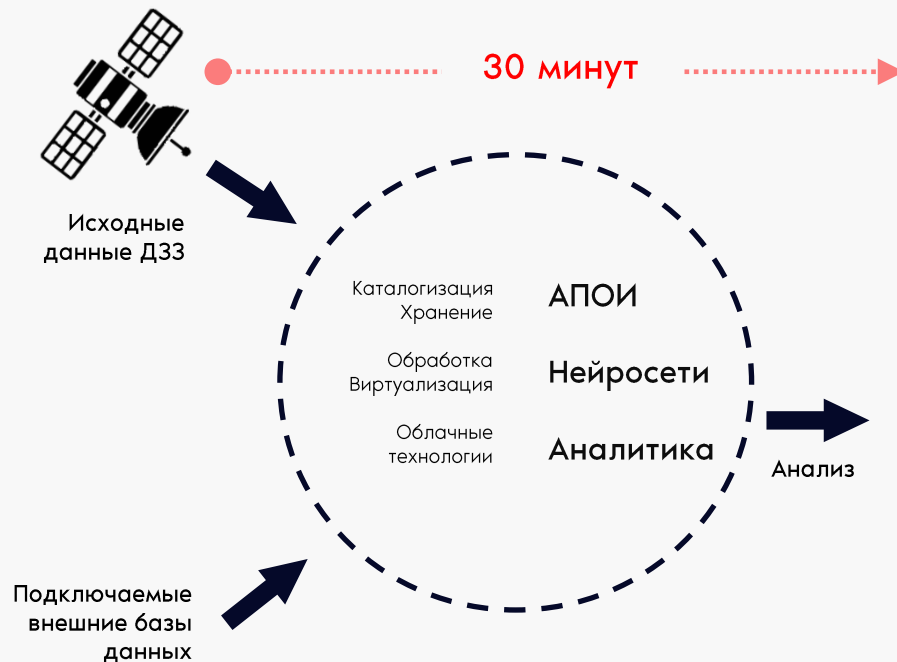 30 минут
Исходные
данные ДЗЗ
Каталогизация
Хранение
АПОИ
Обработка
Виртуализация
Нейросети
Облачные
технологии
Аналитика
Анализ
Подключаемые
внешние базы
данных